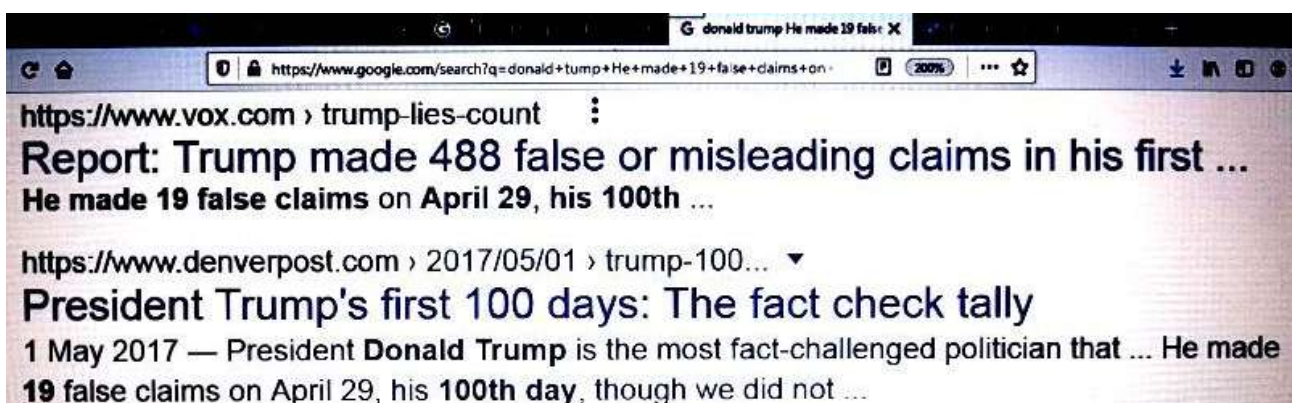 G donald trump He made 19 false X
https://www.google.com/search?q=donald+tump+He+made+19+false+claims+on 200% ...
https://www.vox.com › trump-lies-count
Report: Trump made 488 false or misleading claims in his first ...
He made 19 false claims on April 29, his 100th ...
https://www.denverpost.com › 2017/05/01 › trump-100...
President Trump's first 100 days: The fact check tally
1 May 2017 — President Donald Trump is the most fact-challenged politician that ... He made
19 false claims on April 29, his 100th day, though we did not ...